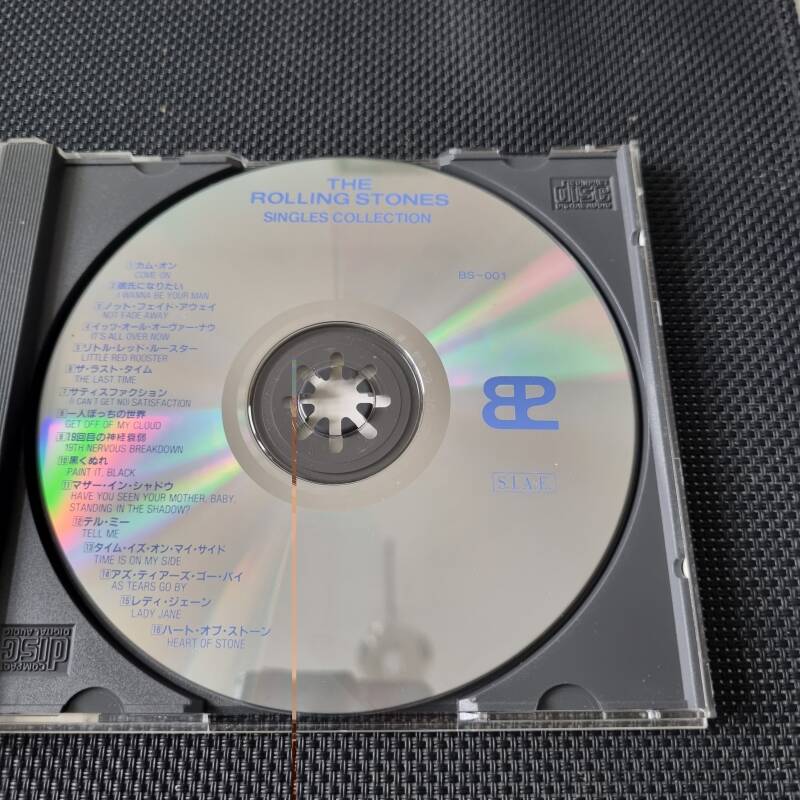 THE
ROLLING STONES
SINGLES COLLECTION
COMPACT
disc
DIGITAL AUDIO
BS-001
1 カム・オン
COME ON
2 彼氏になりたい
I WANNA BE YOUR MAN
3 ノット・フェイド・アウェイ
NOT FADE AWAY
4 イッツ・オール・オーヴァー・ナウ
IT'S ALL OVER NOW
5 リトル・レッド・ルースター
LITTLE RED ROOSTER
6 ザ・ラスト・タイム
THE LAST TIME
7 サティスファクション
(I CAN'T GET NO) SATISFACTION
8 一人ぼっちの世界
GET OFF OF MY CLOUD
9 19回目の神経衰弱
19TH NERVOUS BREAKDOWN
10 黒くぬれ
PAINT IT, BLACK
11 マザー・イン・シャドウ
HAVE YOU SEEN YOUR MOTHER, BABY,
STANDING IN THE SHADOW?
12 テル・ミー
TELL ME
13 タイム・イズ・オン・マイ・サイド
TIME IS ON MY SIDE
14 アズ・ティアーズ・ゴー・バイ
AS TEARS GO BY
15 レディ・ジェーン
LADY JANE
16 ハート・オブ・ストーン
HEART OF STONE
S.I.A.E.
COMPACT
disc
DIGITAL AUDIO